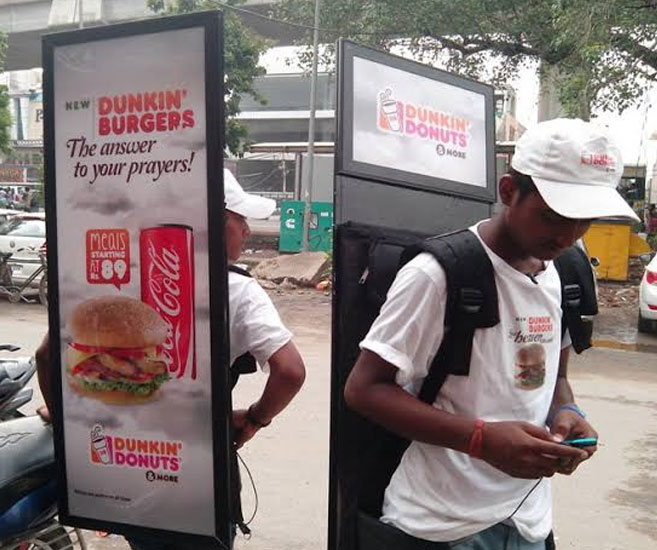 NEW DUNKIN'
BURGERS
The answer
to your prayers!
Meals
STARTING
AT Rs 89
Coca-Cola
DUNKIN'
DONUTS
& MORE
DUNKIN'
DONUTS
& MORE
NEW DUNKIN'
BURGERS